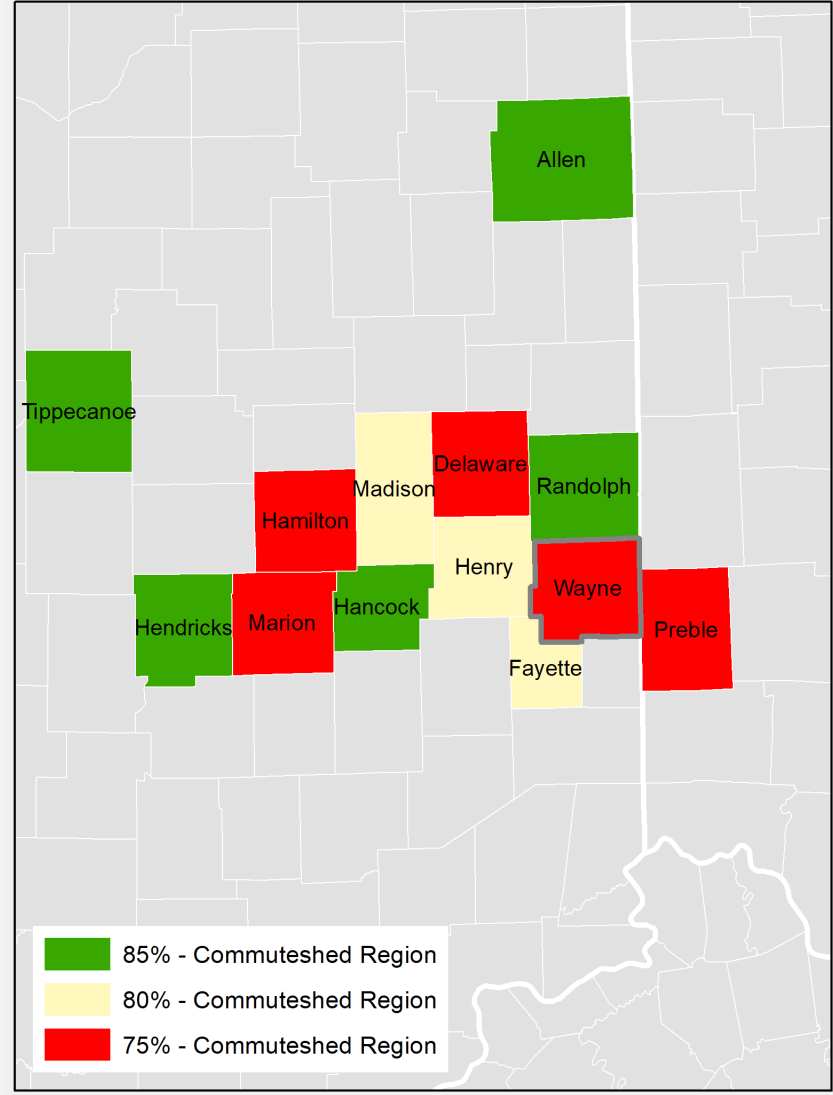 Allen
Tippecanoe
Delaware
Madison
Randolph
Hamilton
Henry
Wayne
Hancock
Marion
Hendricks
Preble
Fayette
85% - Commuteshed Region
80% - Commuteshed Region
75% - Commuteshed Region